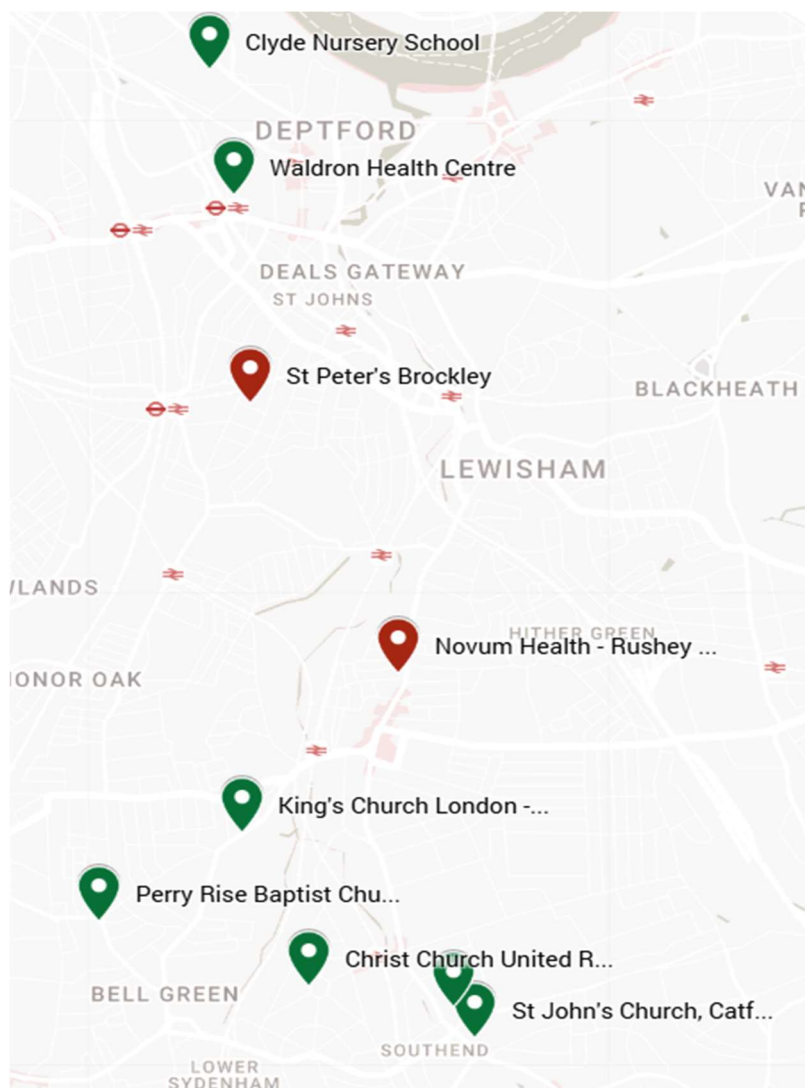 Clyde Nursery School
DEPTFORD
Waldron Health Centre
VAN
DEALS GATEWAY
ST JOHNS
St Peter's Brockley
BLACKHEATH
LEWISHAM
LANDS
HITHER GREEN
Novum Health - Rushey ...
ONOR OAK
King's Church London -...
Perry Rise Baptist Chu...
Christ Church United R...
BELL GREEN
St John's Church, Catf...
SOUTHEND
LOWER
SYDENHAM